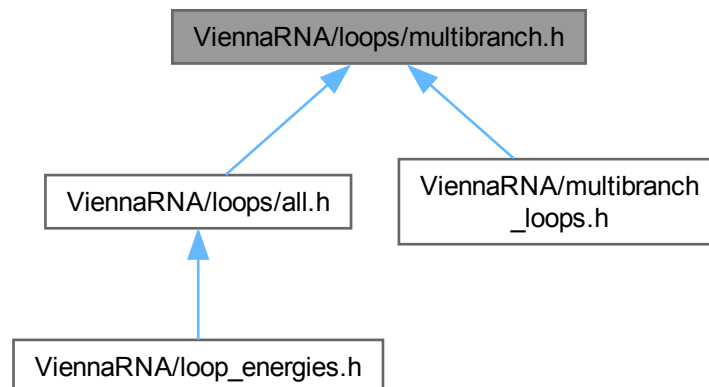 ViennaRNA/loops/multibranch.h
ViennaRNA/loops/all.h
ViennaRNA/multibranch
_loops.h
ViennaRNA/loop_energies.h